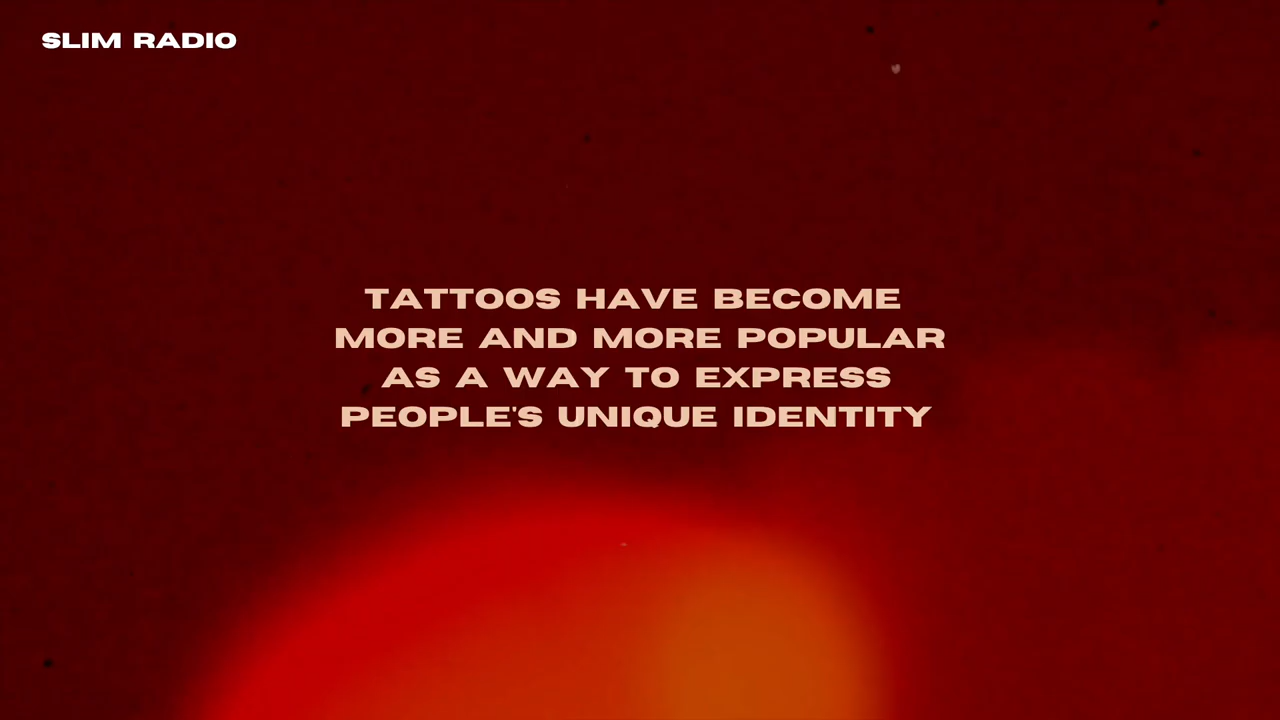 SLIM RADIO
TATTOOS HAVE BECOME
MORE AND MORE POPULAR
AS A WAY TO EXPRESS
PEOPLE'S UNIQUE IDENTITY